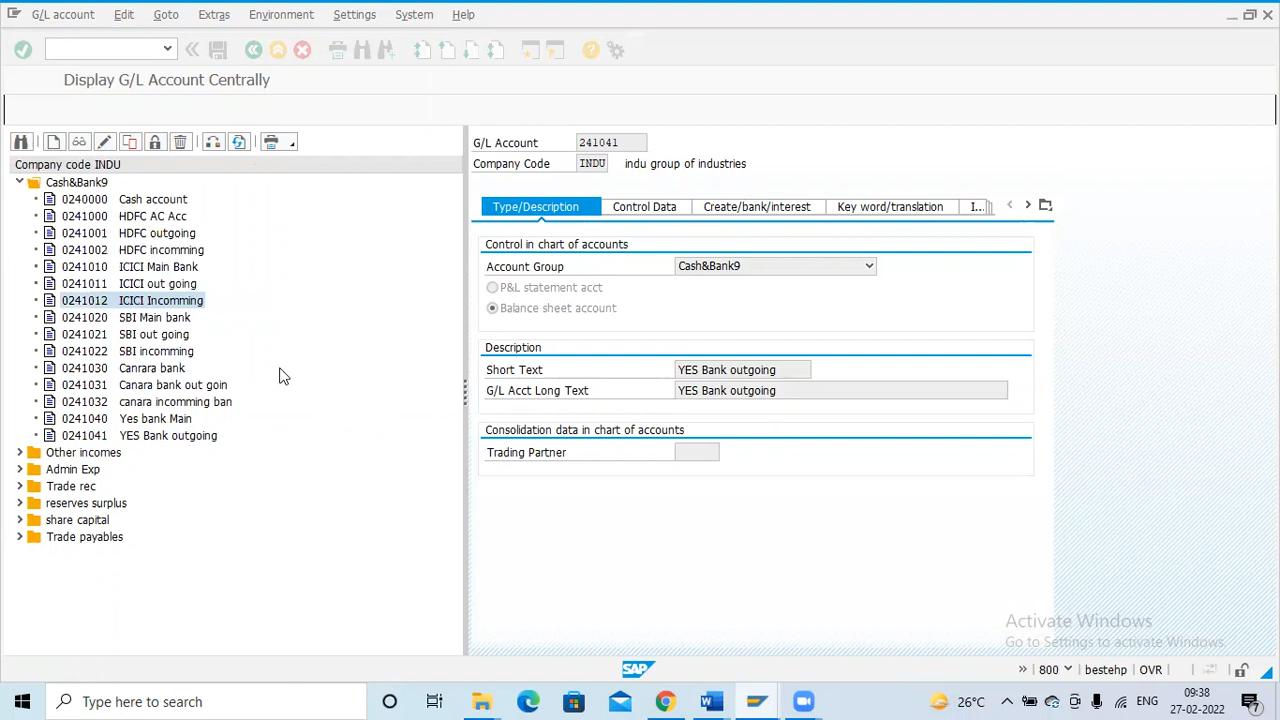 G/L account Edit Goto Extras Environment Settings System Help
Display G/L Account Centrally
Company code INDU
Cash&Bank9
0240000 Cash account
0241000 HDFC AC Acc
0241001 HDFC outgoing
0241002 HDFC incomming
0241010 ICICI Main Bank
0241011 ICICI out going
0241012 ICICI Incomming
0241020 SBI Main bank
0241021 SBI out going
0241022 SBI incomming
0241030 Canrara bank
0241031 Canara bank out goin
0241032 canara incomming ban
0241040 Yes bank Main
0241041 YES Bank outgoing
Other incomes
Admin Exp
Trade rec
reserves surplus
share capital
Trade payables
G/L Account 241041
Company Code INDU indu group of industries
Type/Description Control Data Create/bank/interest Key word/translation I...
Control in chart of accounts
Account Group Cash&Bank9
P&L statement acct
Balance sheet account
Description
Short Text YES Bank outgoing
G/L Acct Long Text YES Bank outgoing
Consolidation data in chart of accounts
Trading Partner
Activate Windows
Go to Settings to activate Windows.
SAP
800 bestehp OVR
Type here to search
26°C ENG 09:38
27-02-2022
7